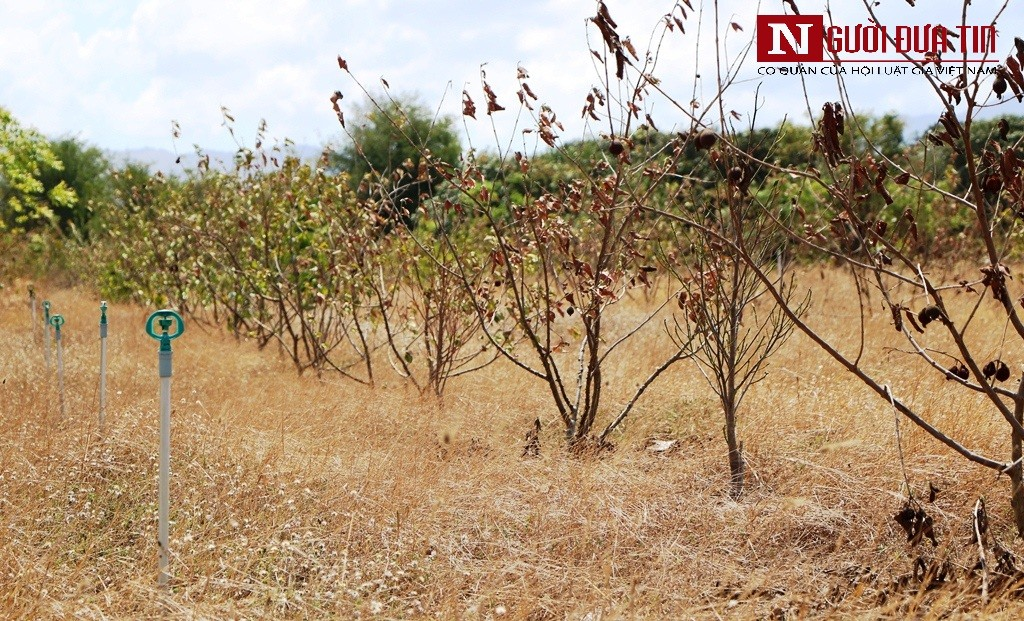 NGƯỜI ĐƯA TIN
CƠ QUAN CỦA HỘI LUẬT GIA VIỆT NAM